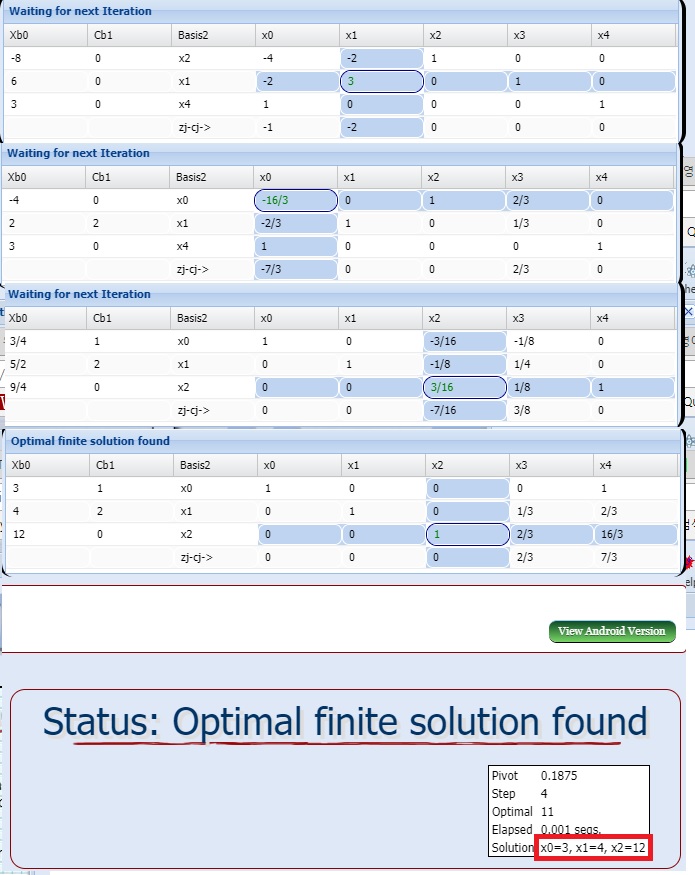 Waiting for next Iteration
Xb0 Cb1 Basis2 x0 x1 x2 x3 x4
-8 0 x2 -4 -2 1 0 0
6 0 x1 -2 3 0 1 0
3 0 x4 1 0 0 0 1
zj-cj-> -1 -2 0 0 0
Waiting for next Iteration
Xb0 Cb1 Basis2 x0 x1 x2 x3 x4
-4 0 x0 -16/3 0 1 2/3 0
2 2 x1 -2/3 1 0 1/3 0
3 0 x4 1 0 0 0 1
zj-cj-> -7/3 0 0 2/3 0
Waiting for next Iteration
Xb0 Cb1 Basis2 x0 x1 x2 x3 x4
3/4 1 x0 1 0 -3/16 -1/8 0
5/2 2 x1 0 1 -1/8 1/4 0
9/4 0 x2 0 0 3/16 1/8 1
zj-cj-> 0 0 -7/16 3/8 0
Optimal finite solution found
Xb0 Cb1 Basis2 x0 x1 x2 x3 x4
3 1 x0 1 0 0 0 1
4 2 x1 0 1 0 1/3 2/3
12 0 x2 0 0 1 2/3 16/3
zj-cj-> 0 0 0 2/3 7/3
View Android Version
Status: Optimal finite solution found
Pivot 0.1875
Step 4
Optimal 11
Elapsed 0.001 segs.
Solution x0=3, x1=4, x2=12